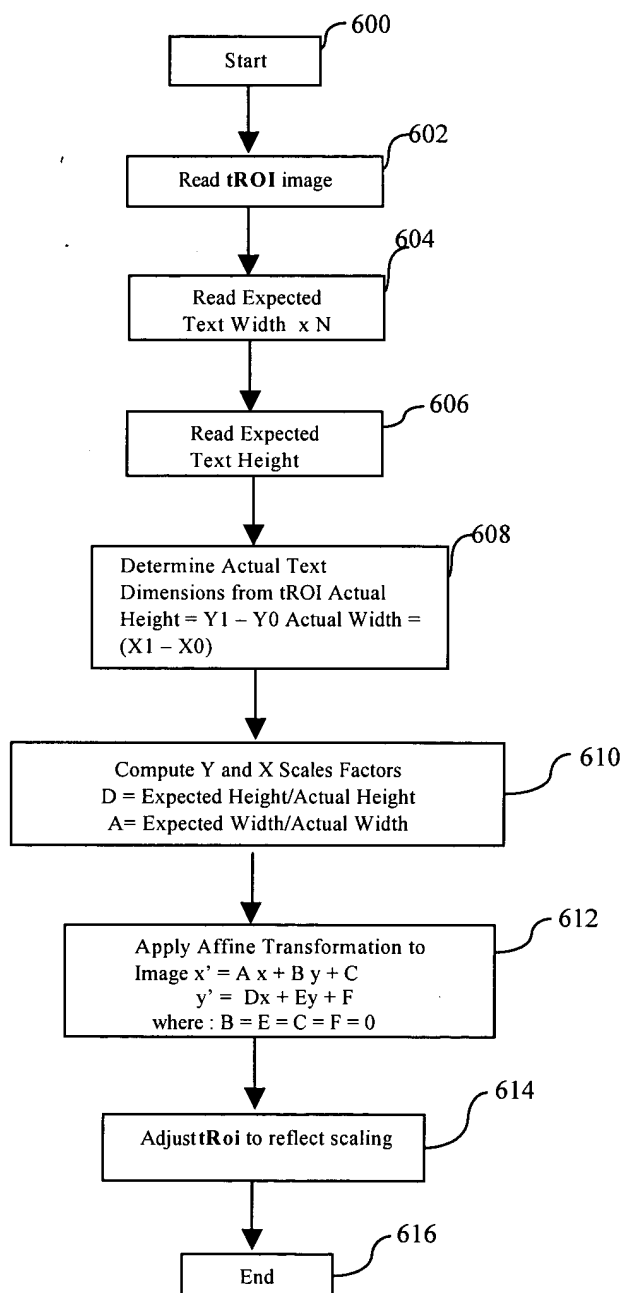 600
Start
602
Read tROI image
604
Read Expected
Text Width x N
606
Read Expected
Text Height
608
Determine Actual Text
Dimensions from tROI Actual
Height = Y1 – Y0 Actual Width =
(X1 – X0)
610
Compute Y and X Scales Factors
D = Expected Height/Actual Height
A= Expected Width/Actual Width
612
Apply Affine Transformation to
Image x’ = A x + B y + C
y’ = Dx + Ey + F
where : B = E = C = F = 0
614
Adjust tRoi to reflect scaling
616
End